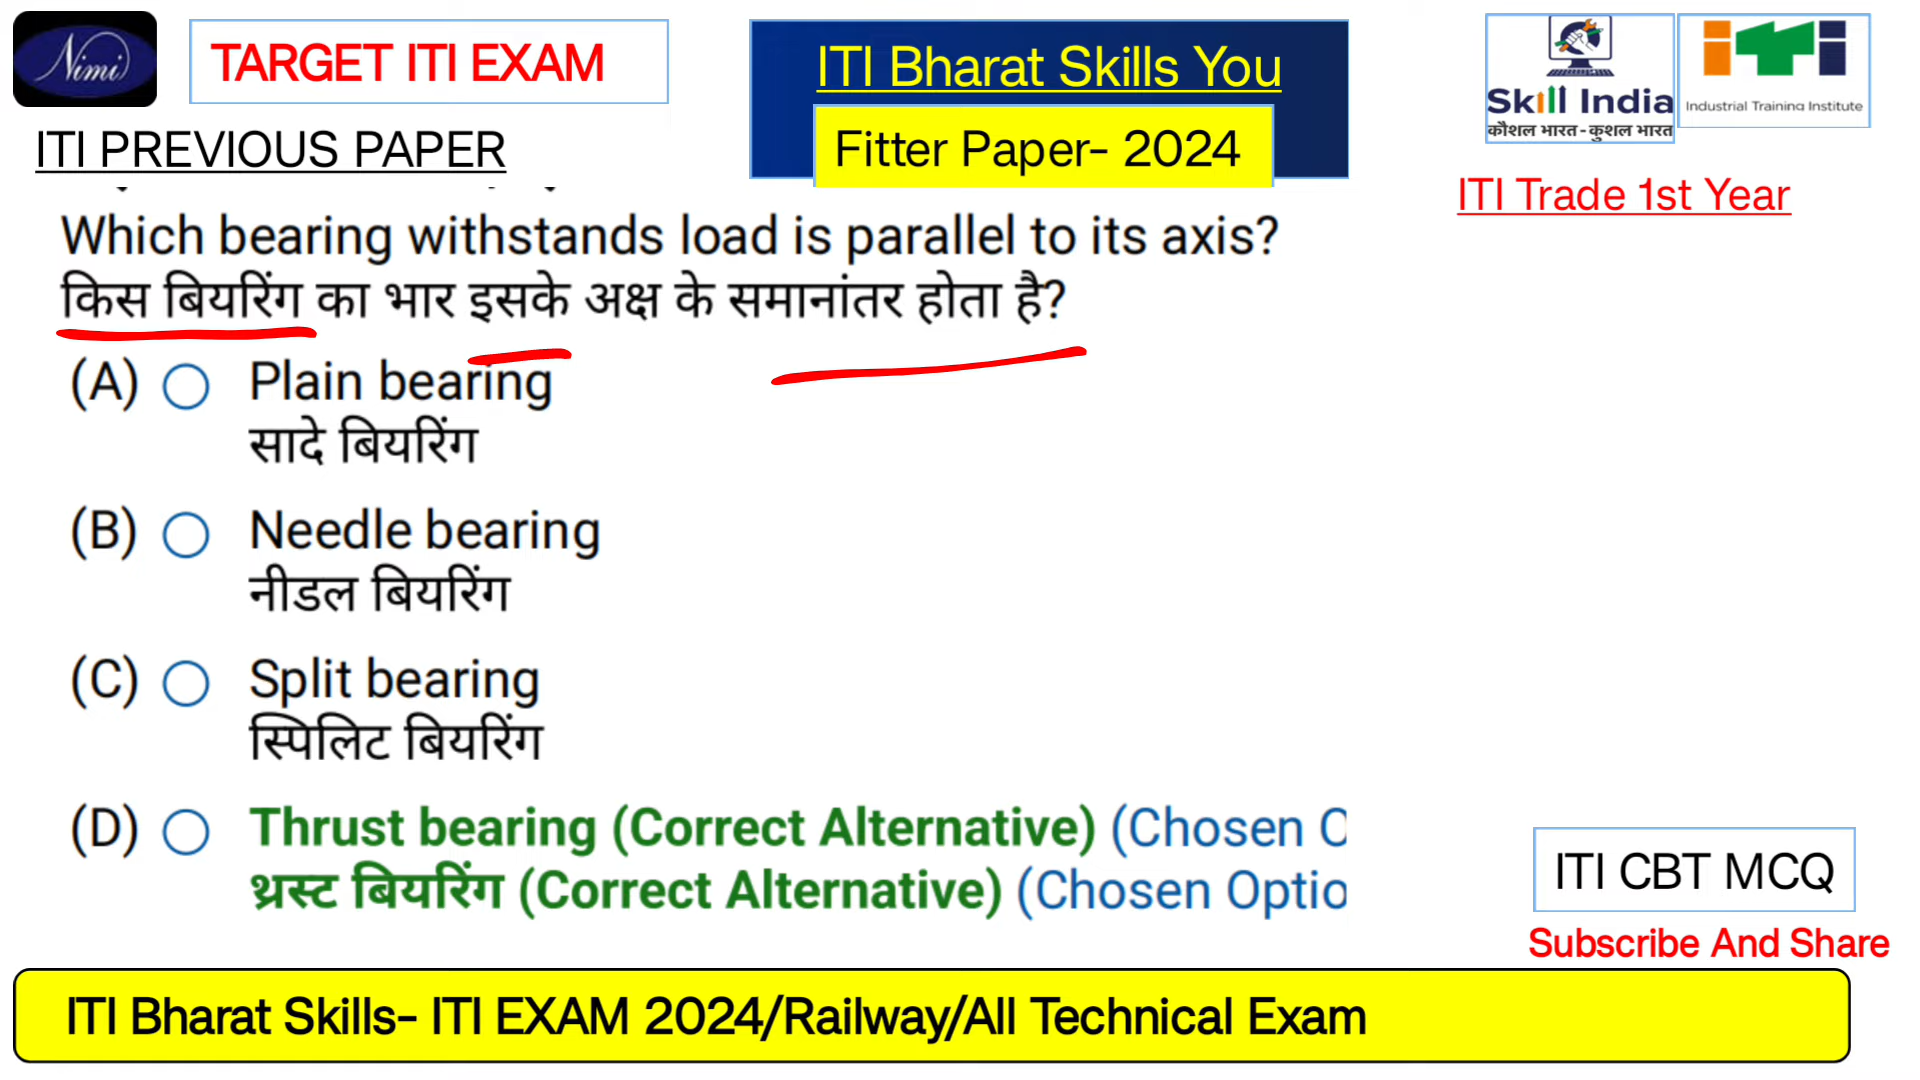 Nimi
TARGET ITI EXAM
ITI Bharat Skills You
Skill India
कौशल भारत-कुशल भारत
iTi
Industrial Training Institute
ITI PREVIOUS PAPER
Fitter Paper- 2024
ITI Trade 1st Year
Which bearing withstands load is parallel to its axis?
किस बियरिंग का भार इसके अक्ष के समानांतर होता है?
(A) Plain bearing
सादे बियरिंग
(B) Needle bearing
नीडल बियरिंग
(C) Split bearing
स्पिलिट बियरिंग
(D) Thrust bearing (Correct Alternative) (Chosen
थ्रस्ट बियरिंग (Correct Alternative) (Chosen Optio
ITI CBT MCQ
Subscribe And Share
ITI Bharat Skills- ITI EXAM 2024/Railway/All Technical Exam